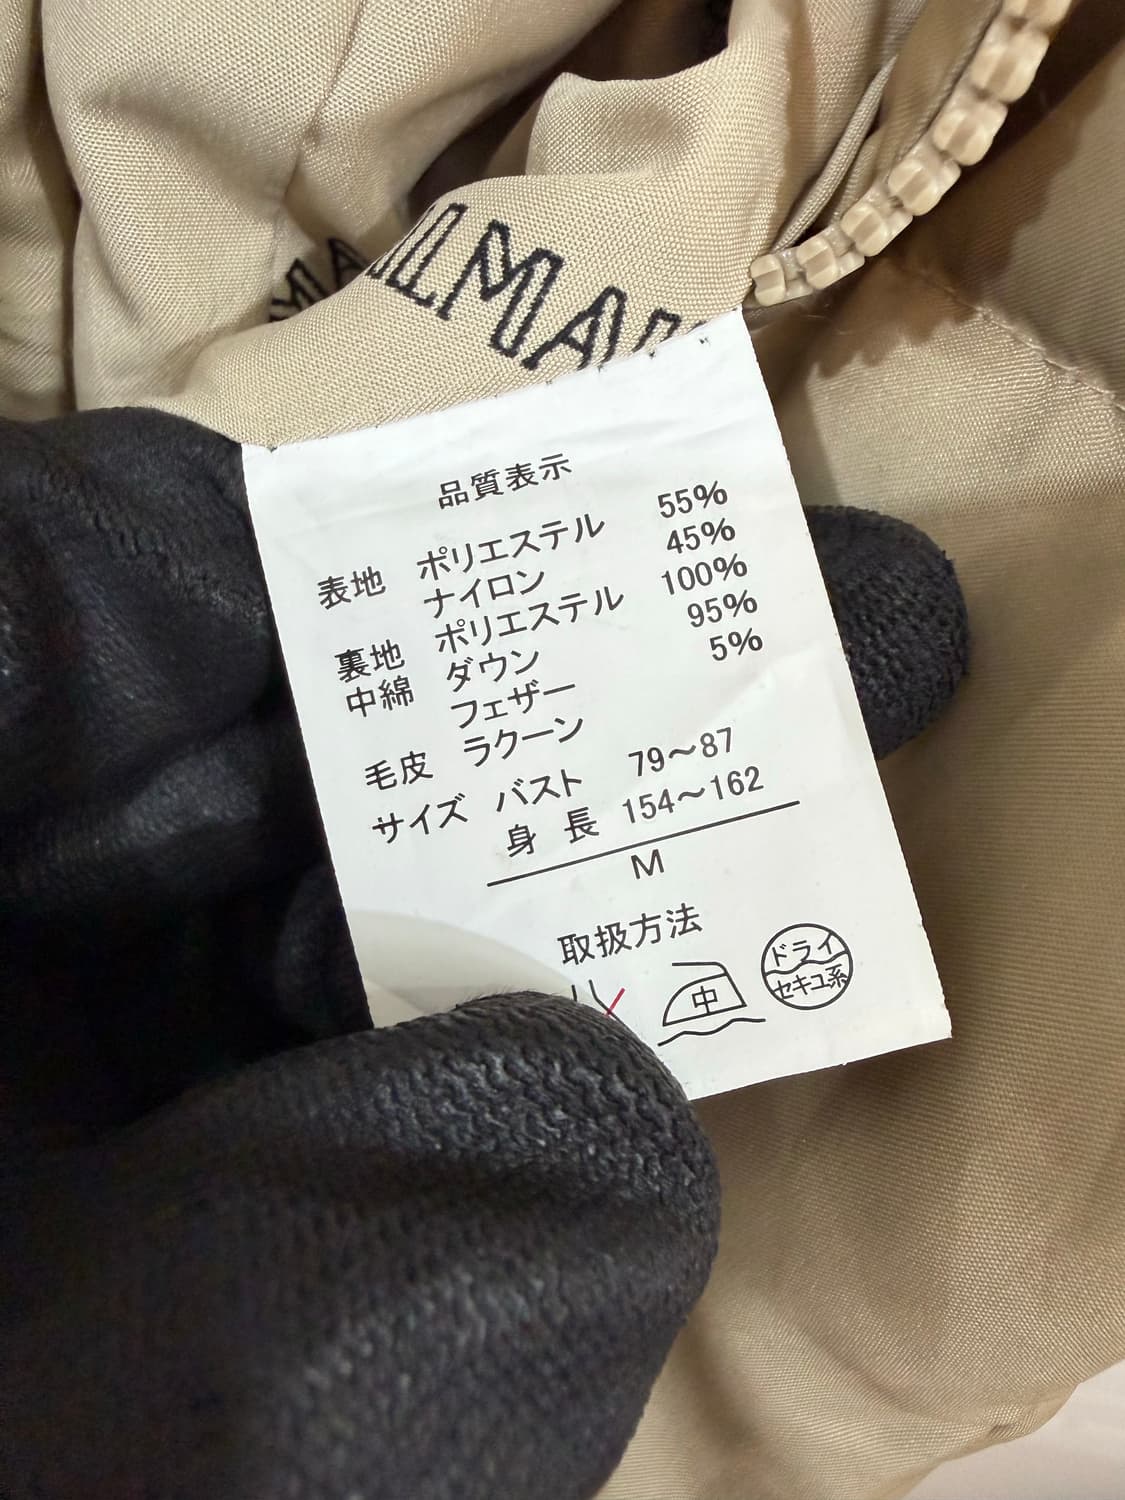 品質表示
表地 ポリエステル 55%
ナイロン 45%
裏地 ポリエステル 100%
中綿 ダウン 95%
フェザー 5%
毛皮 ラクーン
サイズ バスト 79～87
身長 154～162
M
取扱方法
中
ドライ
セキユ系